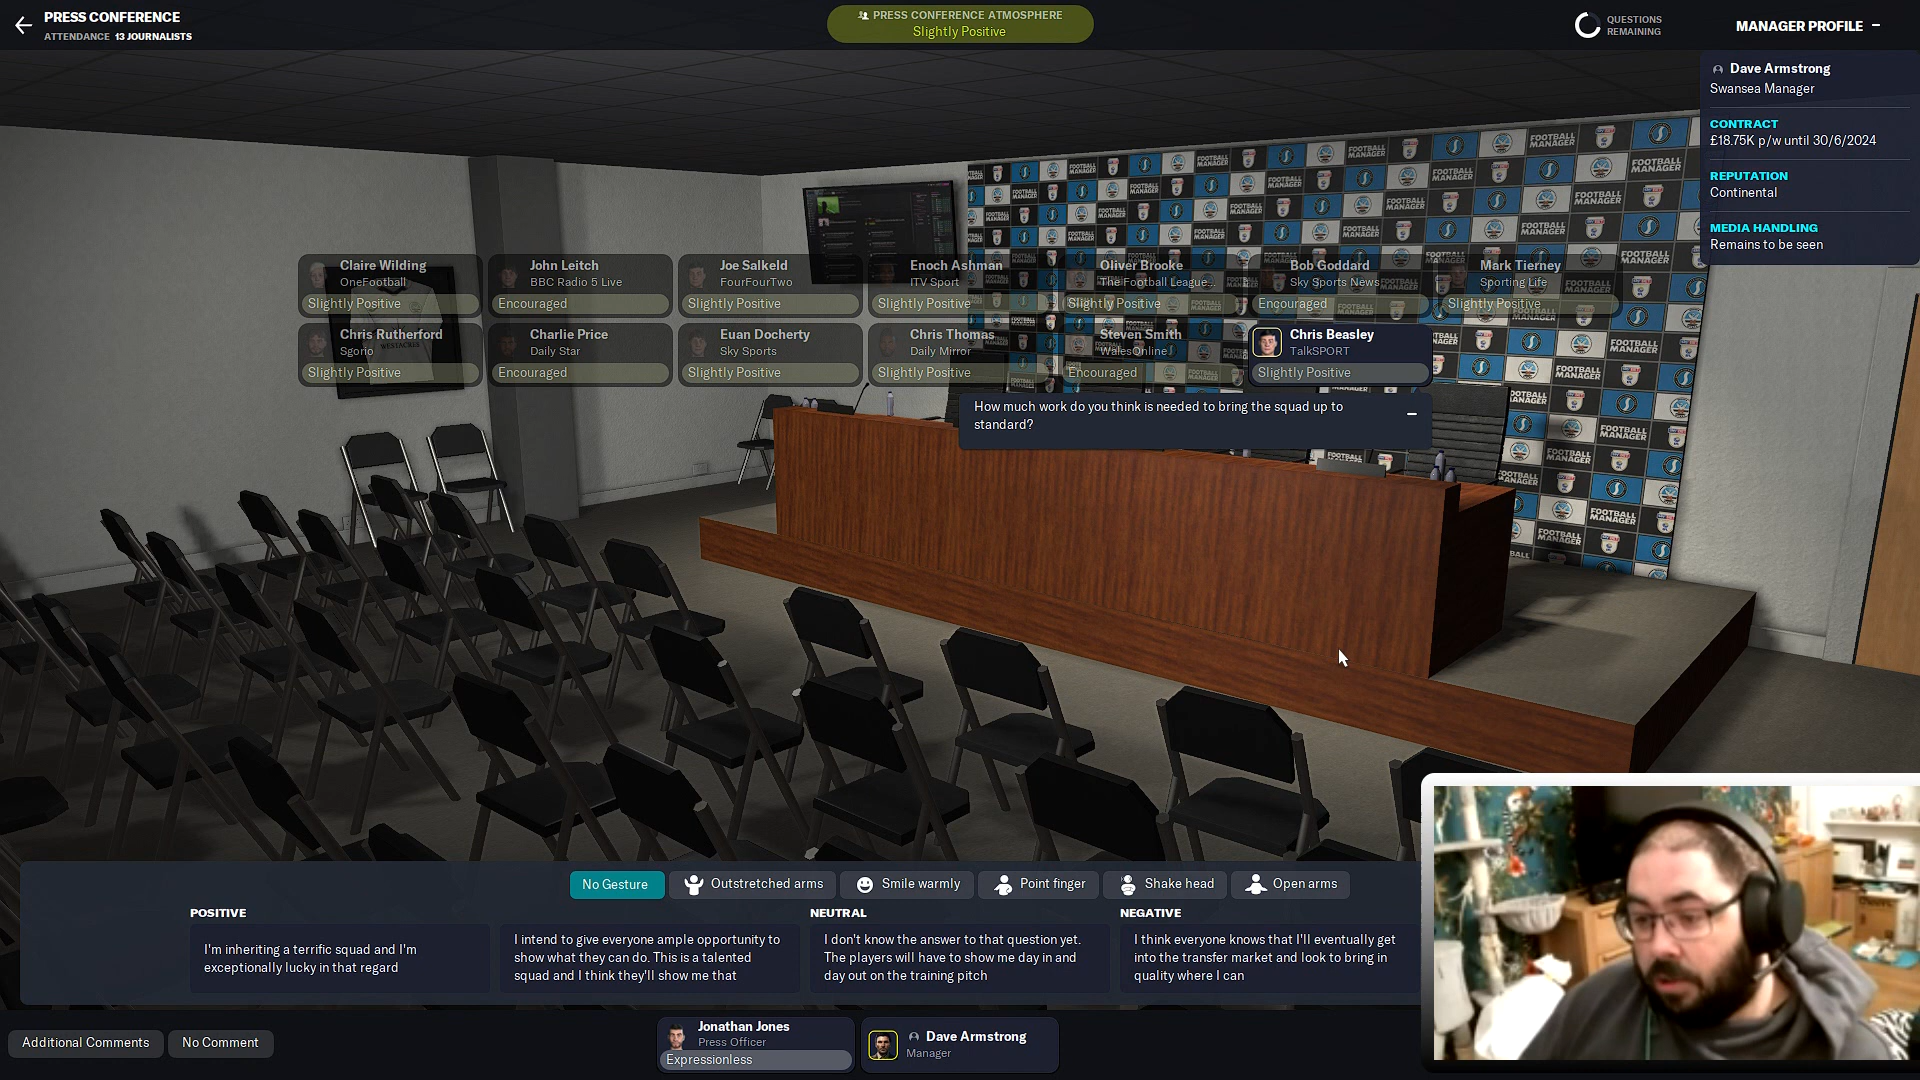 PRESS CONFERENCE
ATTENDANCE 13 JOURNALISTS
PRESS CONFERENCE ATMOSPHERE
Slightly Positive
QUESTIONS
REMAINING
MANAGER PROFILE
Dave Armstrong
Swansea Manager
CONTRACT
£18.75K p/w until 30/6/2024
REPUTATION
Continental
MEDIA HANDLING
Remains to be seen
Claire Wilding
OneFootball
Slightly Positive
John Leitch
BBC Radio 5 Live
Encouraged
Joe Salkeld
FourFourTwo
Slightly Positive
Enoch Ashman
ITV Sport
Slightly Positive
Oliver Brooke
The Football League...
Slightly Positive
Bob Goddard
Sky Sports News
Encouraged
Mark Tierney
Sporting Life
Slightly Positive
Chris Rutherford
Sgorio
Slightly Positive
Charlie Price
Daily Star
Encouraged
Euan Docherty
Sky Sports
Slightly Positive
Chris Thomas
Daily Mirror
Slightly Positive
Steven Smith
WalesOnline
Encouraged
Chris Beasley
TalkSPORT
Slightly Positive
How much work do you think is needed to bring the squad up to
standard?
FOOTBALL
MANAGER
No Gesture
Outstretched arms
Smile warmly
Point finger
Shake head
Open arms
POSITIVE
I'm inheriting a terrific squad and I'm
exceptionally lucky in that regard
I intend to give everyone ample opportunity to
show what they can do. This is a talented
squad and I think they'll show me that
NEUTRAL
I don't know the answer to that question yet.
The players will have to show me day in and
day out on the training pitch
NEGATIVE
I think everyone knows that I'll eventually get
into the transfer market and look to bring in
quality where I can
Additional Comments
No Comment
Jonathan Jones
Press Officer
Expressionless
Dave Armstrong
Manager